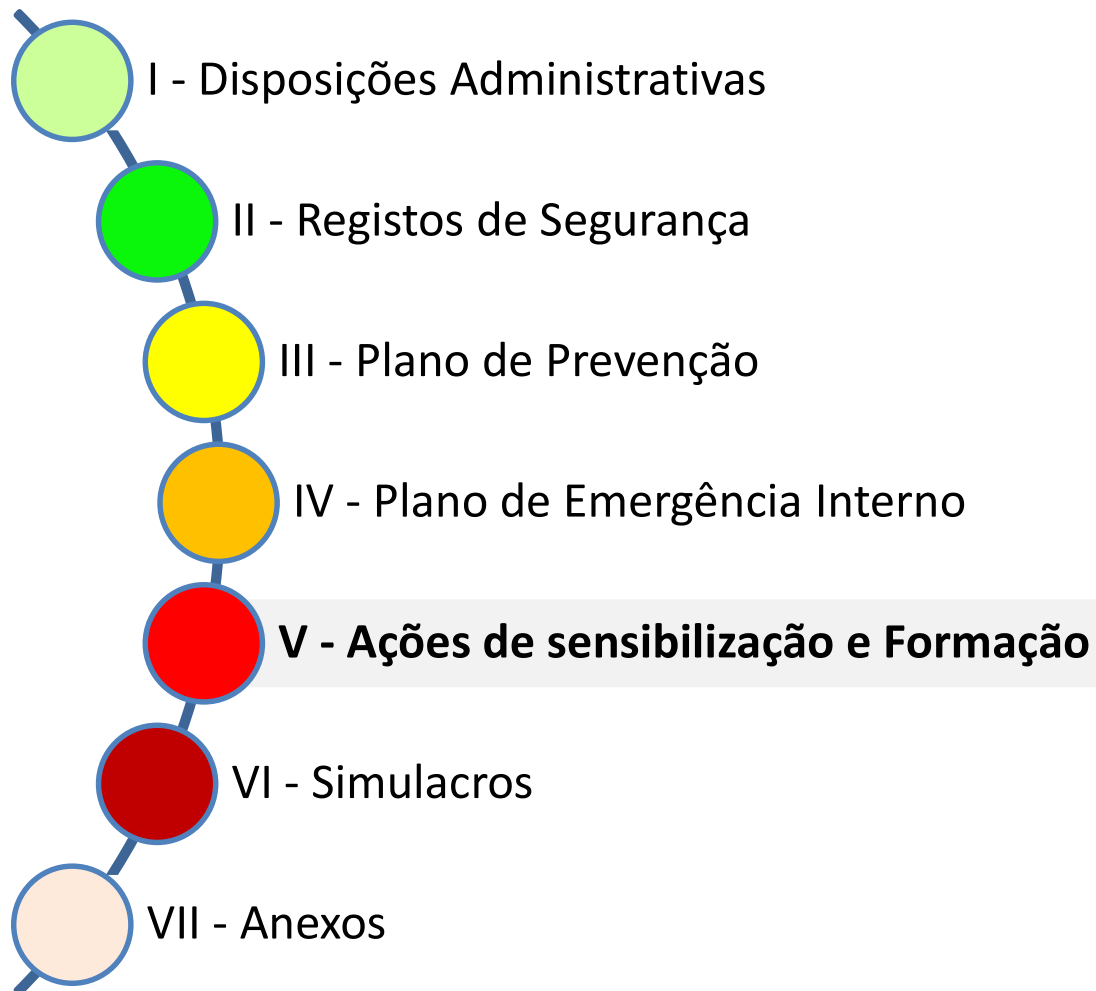 I - Disposições Administrativas
II - Registos de Segurança
III - Plano de Prevenção
IV - Plano de Emergência Interno
V - Ações de sensibilização e Formação
VI - Simulacros
VII - Anexos